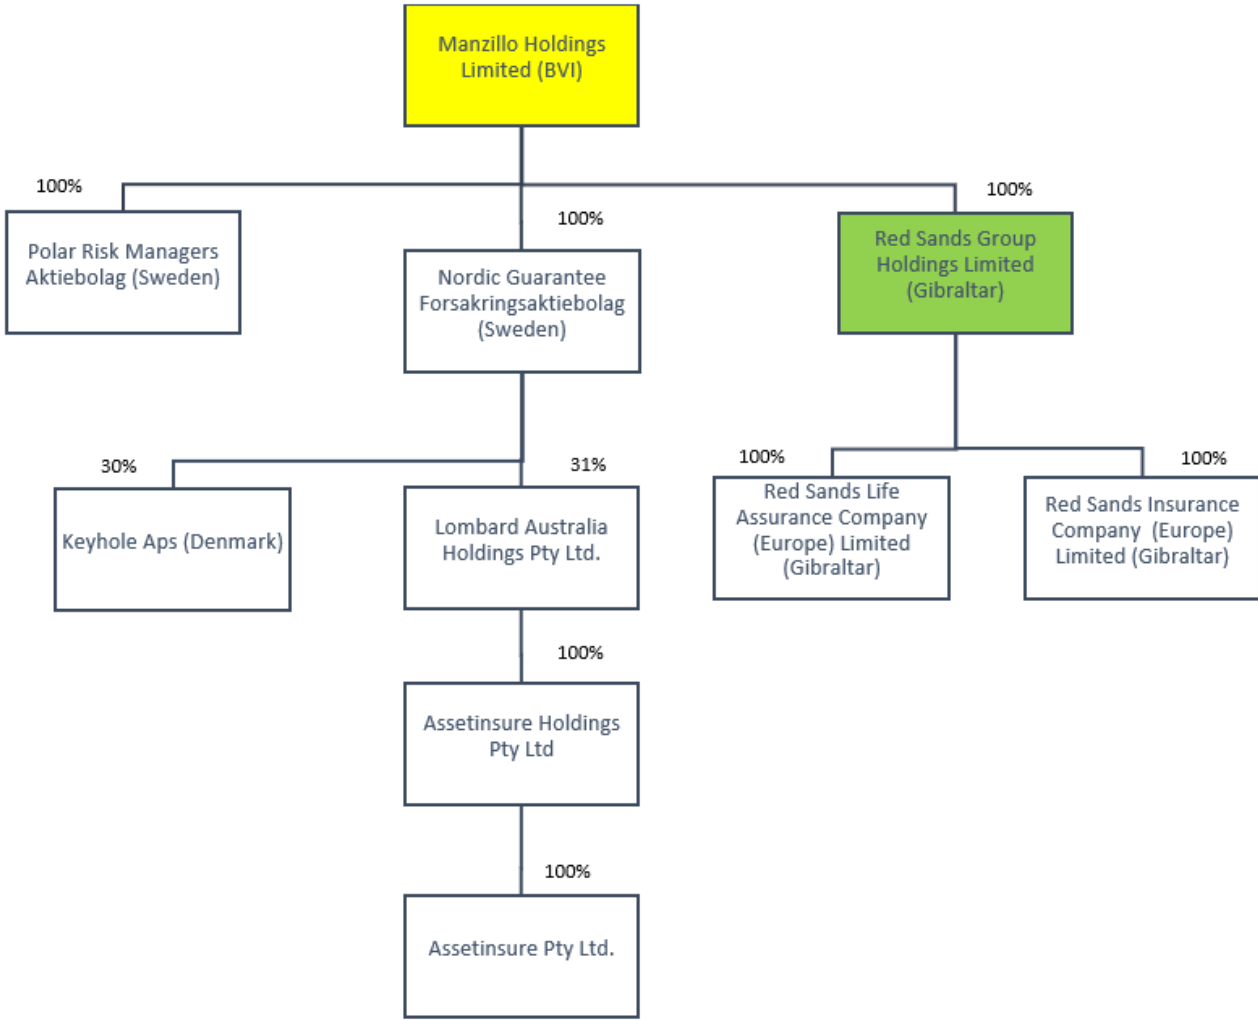 Manzillo Holdings
Limited (BVI)
100%
100%
100%
Polar Risk Managers
Aktiebolag (Sweden)
Nordic Guarantee
Forsakringsaktiebolag
(Sweden)
Red Sands Group
Holdings Limited
(Gibraltar)
30%
31%
100%
100%
Keyhole Aps (Denmark)
Lombard Australia
Holdings Pty Ltd.
Red Sands Life
Assurance Company
(Europe) Limited
(Gibraltar)
Red Sands Insurance
Company (Europe)
Limited (Gibraltar)
100%
Assetinsure Holdings
Pty Ltd
100%
Assetinsure Pty Ltd.